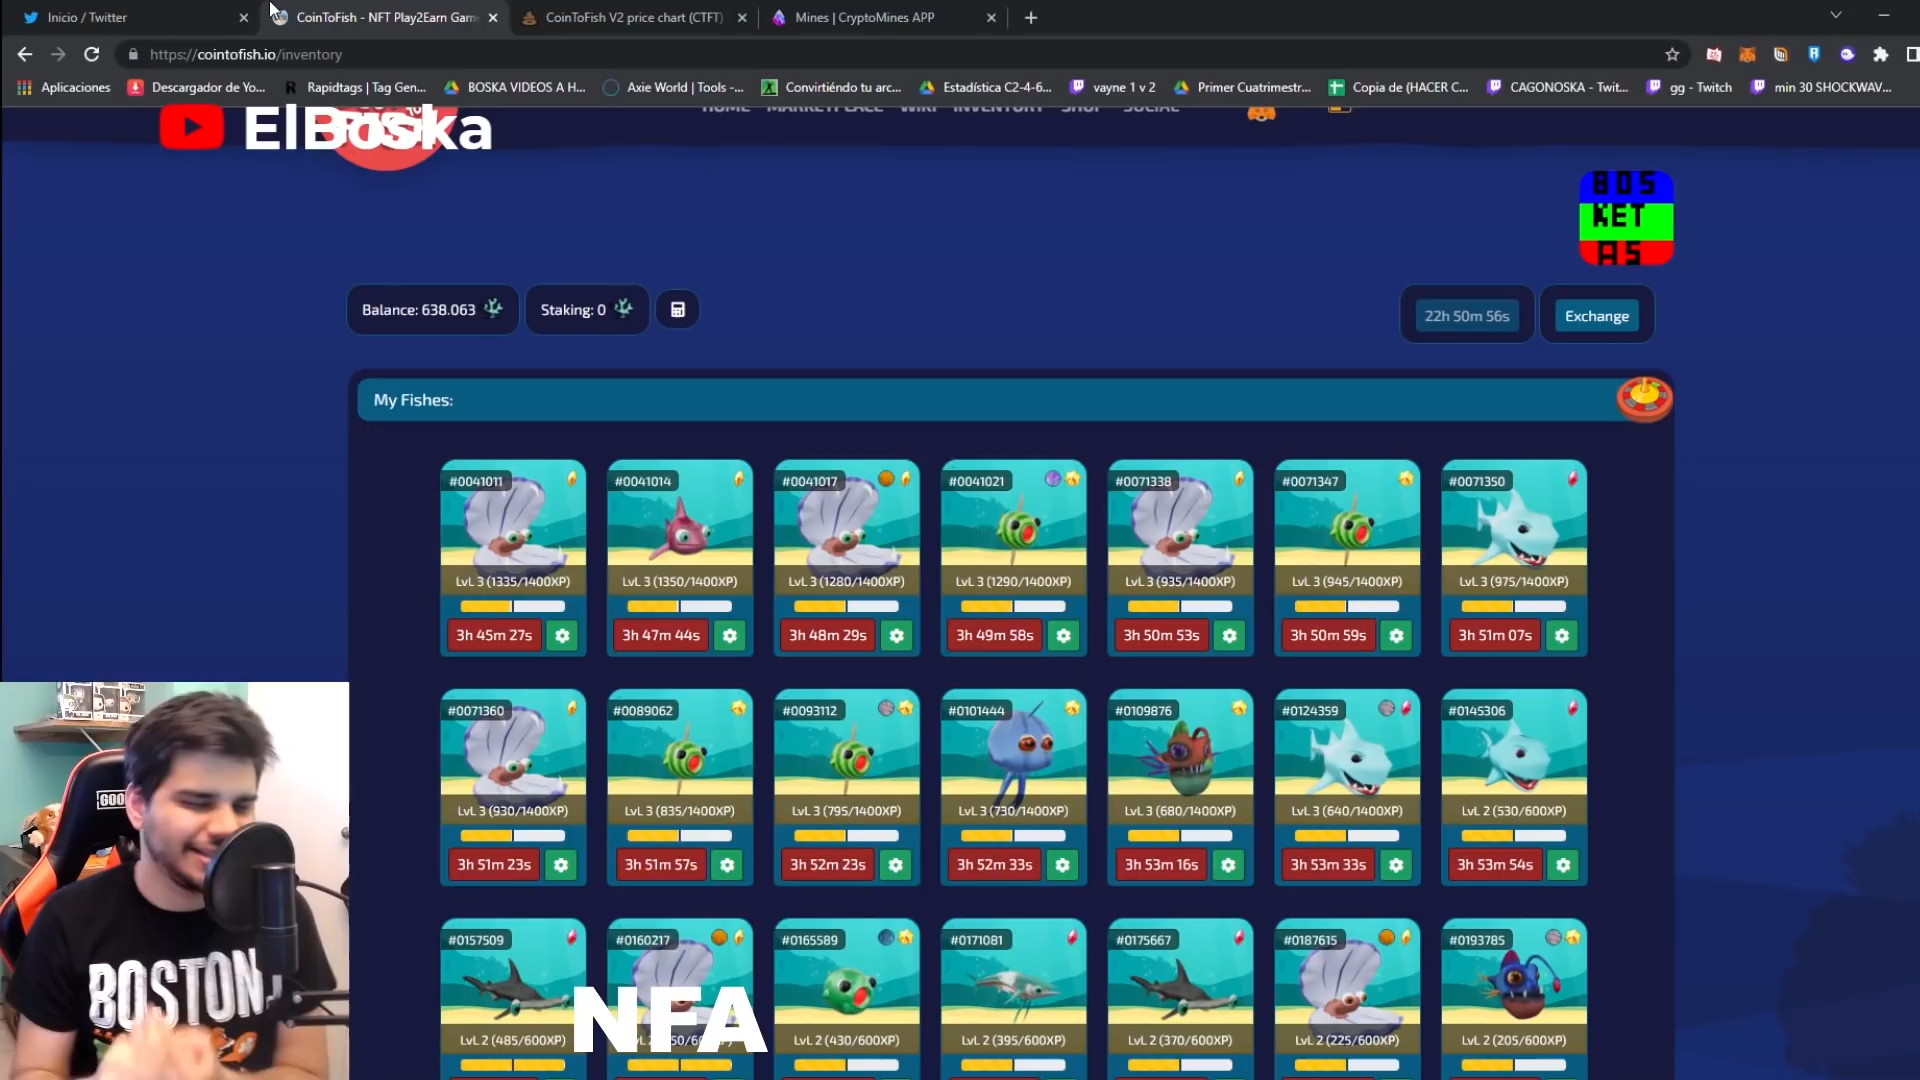 Inicio / Twitter
CoinToFish - NFT Play2Earn Gam
CoinToFish V2 price chart (CTFT)
Mines | CryptoMines APP
https://cointofish.io/inventory
Aplicaciones
Descargador de Yo...
Rapidtags | Tag Gen...
BOSKA VIDEOS A H...
Axie World | Tools -...
Convirtiéndo tu arc...
Estadística C2-4-6...
vayne 1 v 2
Primer Cuatrimestr...
Copia de (HACER C...
CAGONOSKA - Twit...
gg - Twitch
min 30 SHOCKWAV...
HOME MARKETPLACE WIKI INVENTORY SHOP SOCIAL
ElBoska
BOS
KET
AS
Balance: 638.063
Staking: 0
22h 50m 56s
Exchange
My Fishes:
#0041011 #0041014 #0041017 #0041021 #0071338 #0071347 #0071350
LvL 3 (1335/1400XP) LvL 3 (1350/1400XP) LvL 3 (1280/1400XP) LvL 3 (1290/1400XP) LvL 3 (935/1400XP) LvL 3 (945/1400XP) LvL 3 (975/1400XP)
3h 45m 27s 3h 47m 44s 3h 48m 29s 3h 49m 58s 3h 50m 53s 3h 50m 59s 3h 51m 07s
#0071360 #0089062 #0093112 #0101444 #0109876 #0124359 #0145306
LvL 3 (930/1400XP) LvL 3 (835/1400XP) LvL 3 (795/1400XP) LvL 3 (730/1400XP) LvL 3 (680/1400XP) LvL 3 (640/1400XP) LvL 2 (530/600XP)
3h 51m 23s 3h 51m 57s 3h 52m 23s 3h 52m 33s 3h 53m 16s 3h 53m 33s 3h 53m 54s
#0157509 #0160217 #0165589 #0171081 #0175667 #0187615 #0193785
LvL 2 (485/600XP) LvL 2 (430/600XP) LvL 2 (395/600XP) LvL 2 (370/600XP) LvL 2 (225/600XP) LvL 2 (205/600XP)
NFA
BOSTON